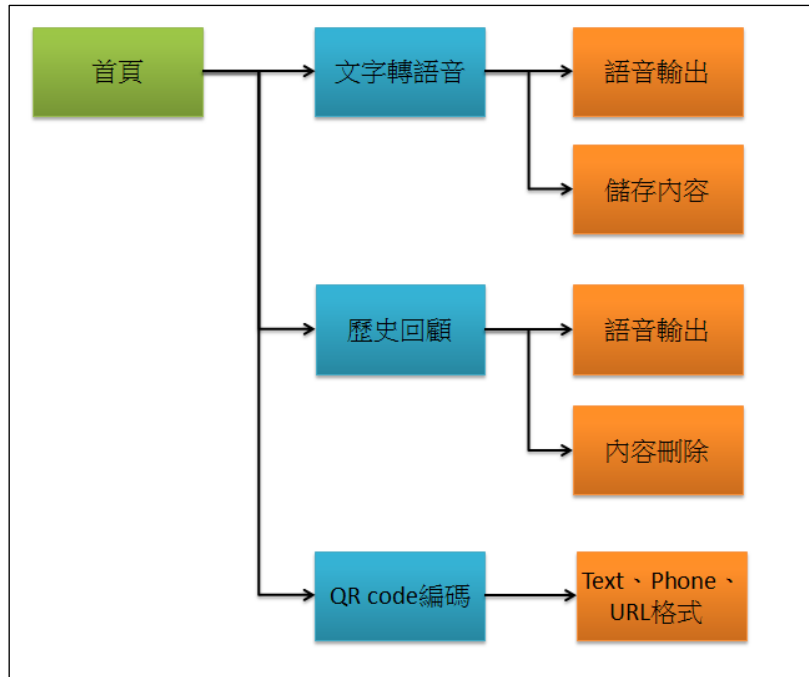 首頁
文字轉語音
語音輸出
儲存內容
歷史回顧
語音輸出
內容刪除
QR code編碼
Text、Phone、
URL格式